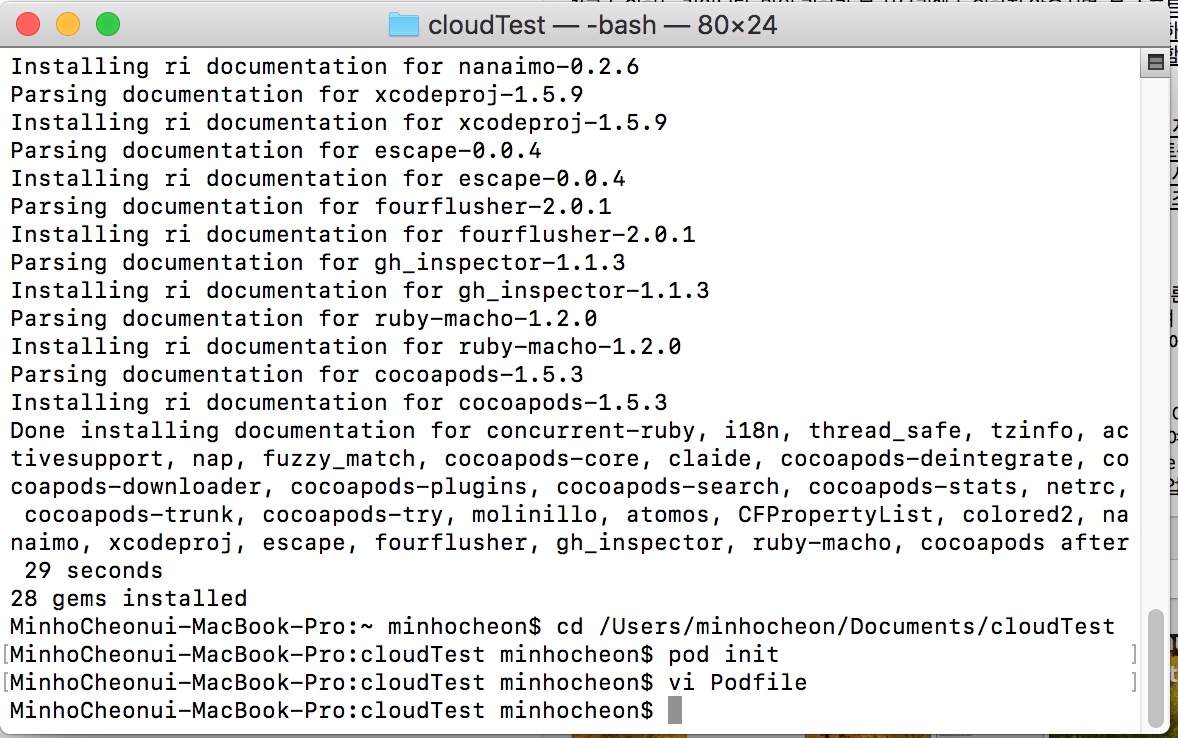 cloudTest — -bash — 80×24
Installing ri documentation for nanaimo-0.2.6
Parsing documentation for xcodeproj-1.5.9
Installing ri documentation for xcodeproj-1.5.9
Parsing documentation for escape-0.0.4
Installing ri documentation for escape-0.0.4
Parsing documentation for fourflusher-2.0.1
Installing ri documentation for fourflusher-2.0.1
Parsing documentation for gh_inspector-1.1.3
Installing ri documentation for gh_inspector-1.1.3
Parsing documentation for ruby-macho-1.2.0
Installing ri documentation for ruby-macho-1.2.0
Parsing documentation for cocoapods-1.5.3
Installing ri documentation for cocoapods-1.5.3
Done installing documentation for concurrent-ruby, i18n, thread_safe, tzinfo, ac
tivesupport, nap, fuzzy_match, cocoapods-core, claide, cocoapods-deintegrate, co
coapods-downloader, cocoapods-plugins, cocoapods-search, cocoapods-stats, netrc,
 cocoapods-trunk, cocoapods-try, molinillo, atomos, CFPropertyList, colored2, na
naimo, xcodeproj, escape, fourflusher, gh_inspector, ruby-macho, cocoapods after
 29 seconds
28 gems installed
MinhoCheonui-MacBook-Pro:~ minhocheon$ cd /Users/minhocheon/Documents/cloudTest
[MinhoCheonui-MacBook-Pro:cloudTest minhocheon$ pod init ]
[MinhoCheonui-MacBook-Pro:cloudTest minhocheon$ vi Podfile ]
MinhoCheonui-MacBook-Pro:cloudTest minhocheon$